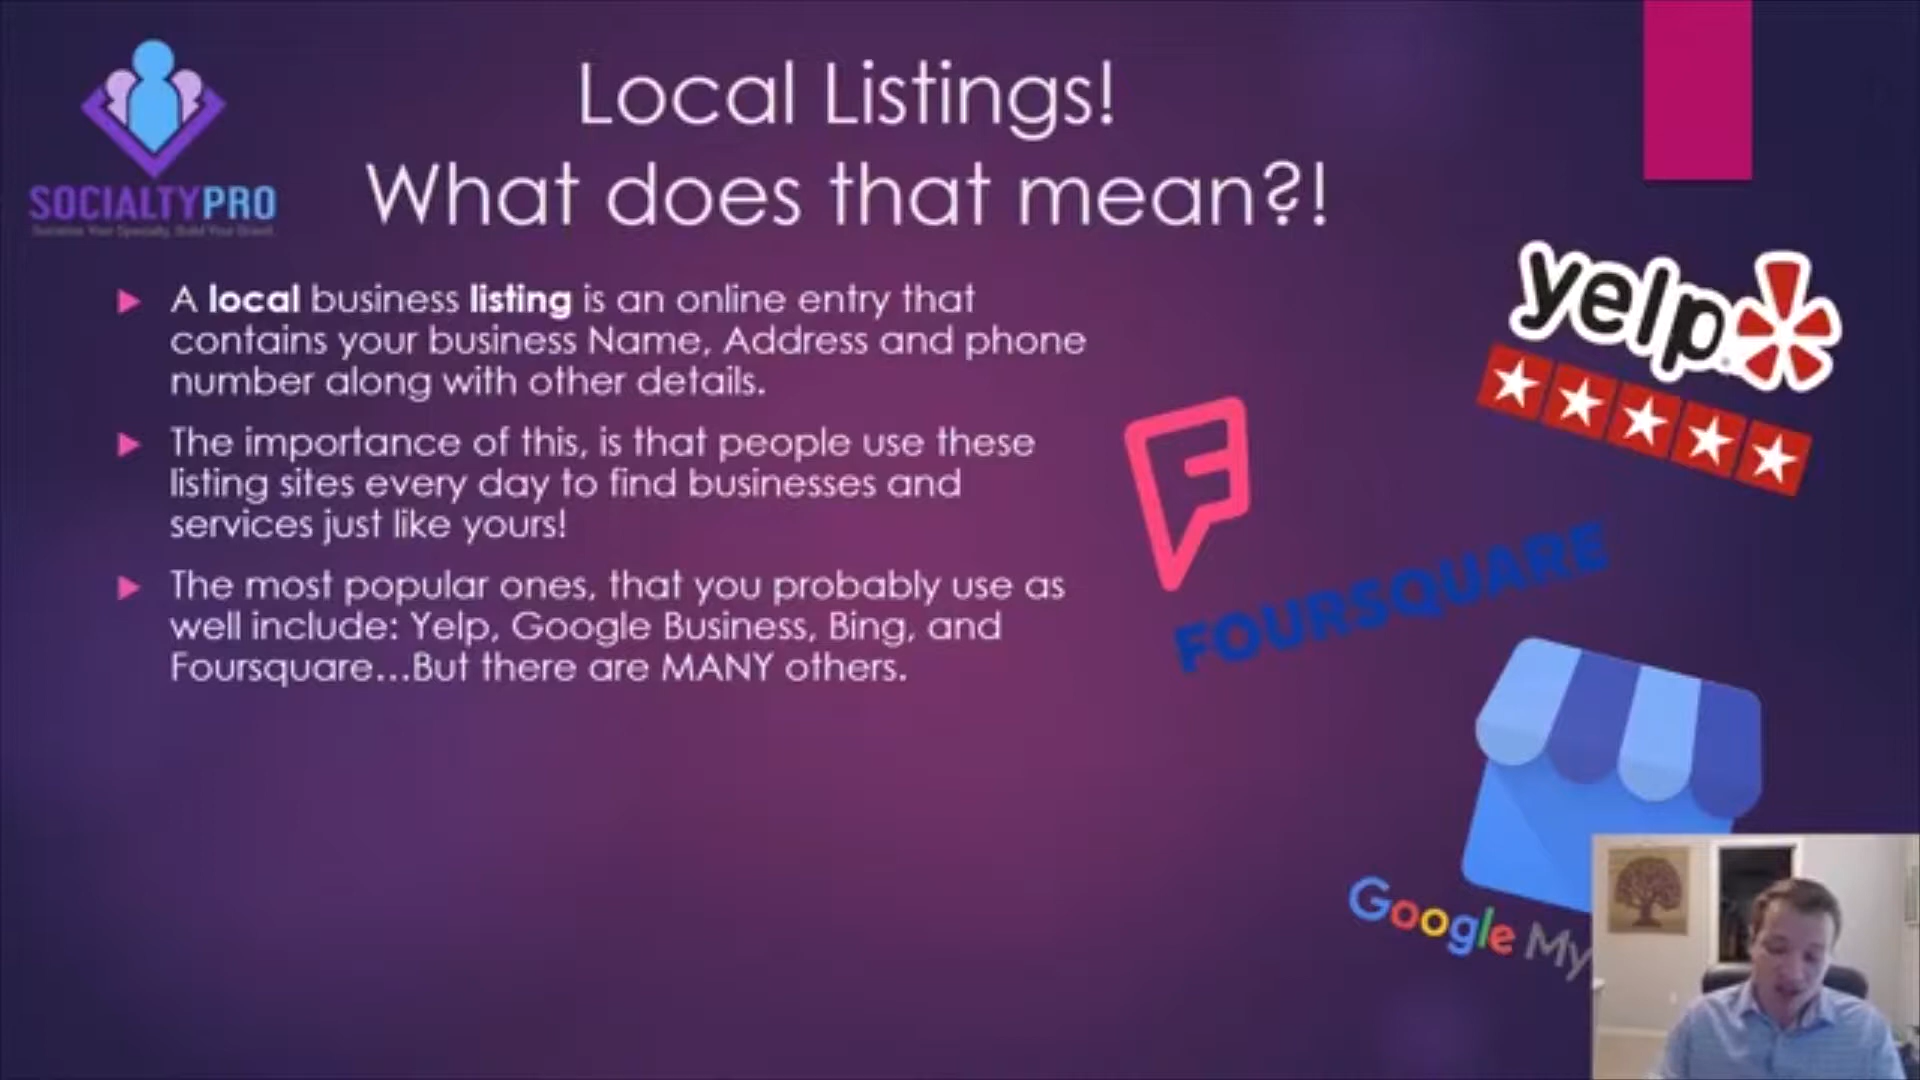 Local Listings!
What does that mean?!
SOCIALTYPRO
A local business listing is an online entry that
contains your business Name, Address and phone
number along with other details.
The importance of this, is that people use these
listing sites every day to find businesses and
services just like yours!
The most popular ones, that you probably use as
well include: Yelp, Google Business, Bing, and
Foursquare...But there are MANY others.
yelp
FOURSQUARE
Google My